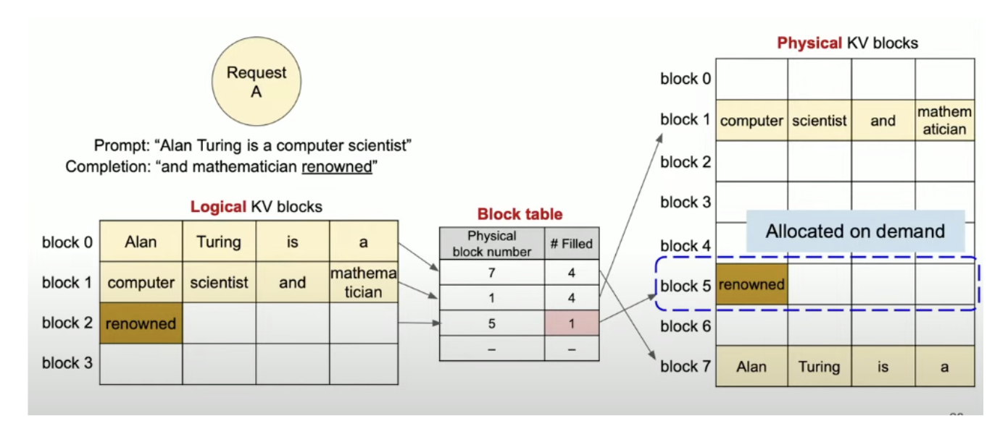 Request
A
Prompt: “Alan Turing is a computer scientist”
Completion: “and mathematician renowned”
Logical KV blocks
block 0 Alan Turing is a
block 1 computer scientist and mathema
tician
block 2 renowned
block 3
Block table
Physical
block number # Filled
7 4
1 4
5 1
– –
Physical KV blocks
block 0
block 1 computer scientist and mathem
atician
block 2
block 3
Allocated on demand
block 4
block 5 renowned
block 6
block 7 Alan Turing is a